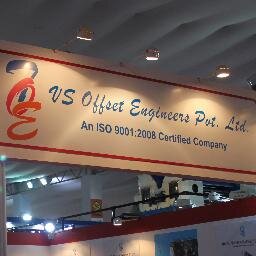 VS Offset Engineers Pvt. Ltd.
An ISO 9001:2008 Certified Company